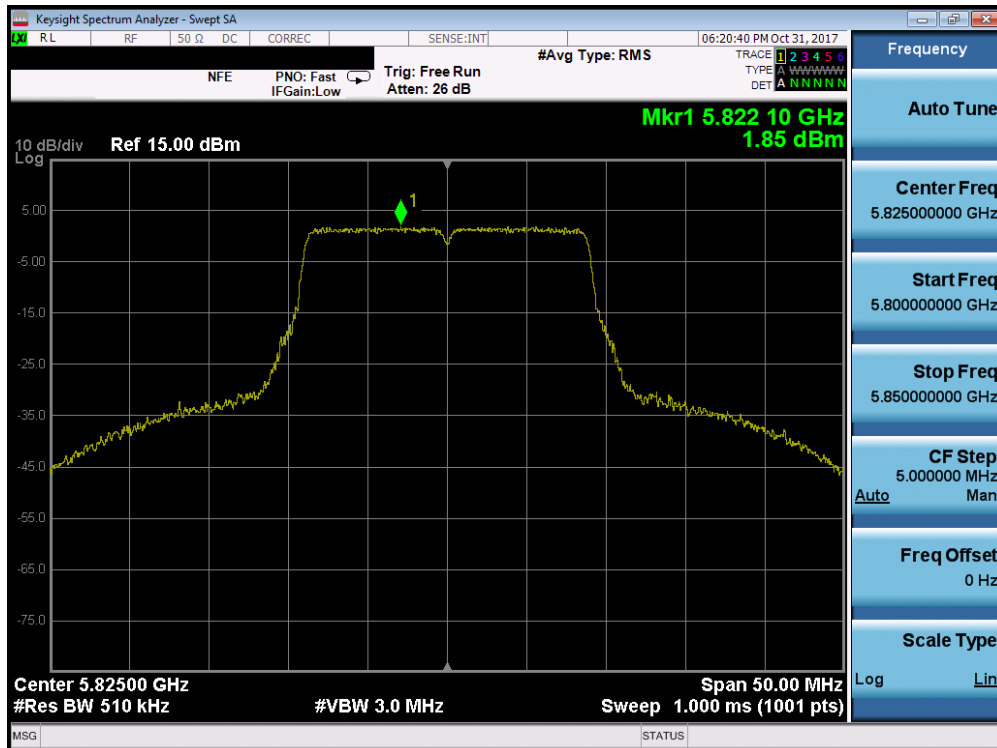 Keysight Spectrum Analyzer - Swept SA
LXI RL RF 50 Ω DC CORREC SENSE:INT 06:20:40 PM Oct 31, 2017
NFE
PNO: Fast
IFGain:Low
Trig: Free Run
Atten: 26 dB
#Avg Type: RMS
TRACE 1 2 3 4 5 6
TYPE A WWWWW
DET A N N N N N
Mkr1 5.822 10 GHz
1.85 dBm
10 dB/div Ref 15.00 dBm
Log
1
5.00
-5.00
-15.0
-25.0
-35.0
-45.0
-55.0
-65.0
-75.0
Center 5.82500 GHz Span 50.00 MHz
#Res BW 510 kHz #VBW 3.0 MHz Sweep 1.000 ms (1001 pts)
MSG STATUS
Frequency
Auto Tune
Center Freq
5.825000000 GHz
Start Freq
5.800000000 GHz
Stop Freq
5.850000000 GHz
CF Step
5.000000 MHz
Auto Man
Freq Offset
0 Hz
Scale Type
Log Lin